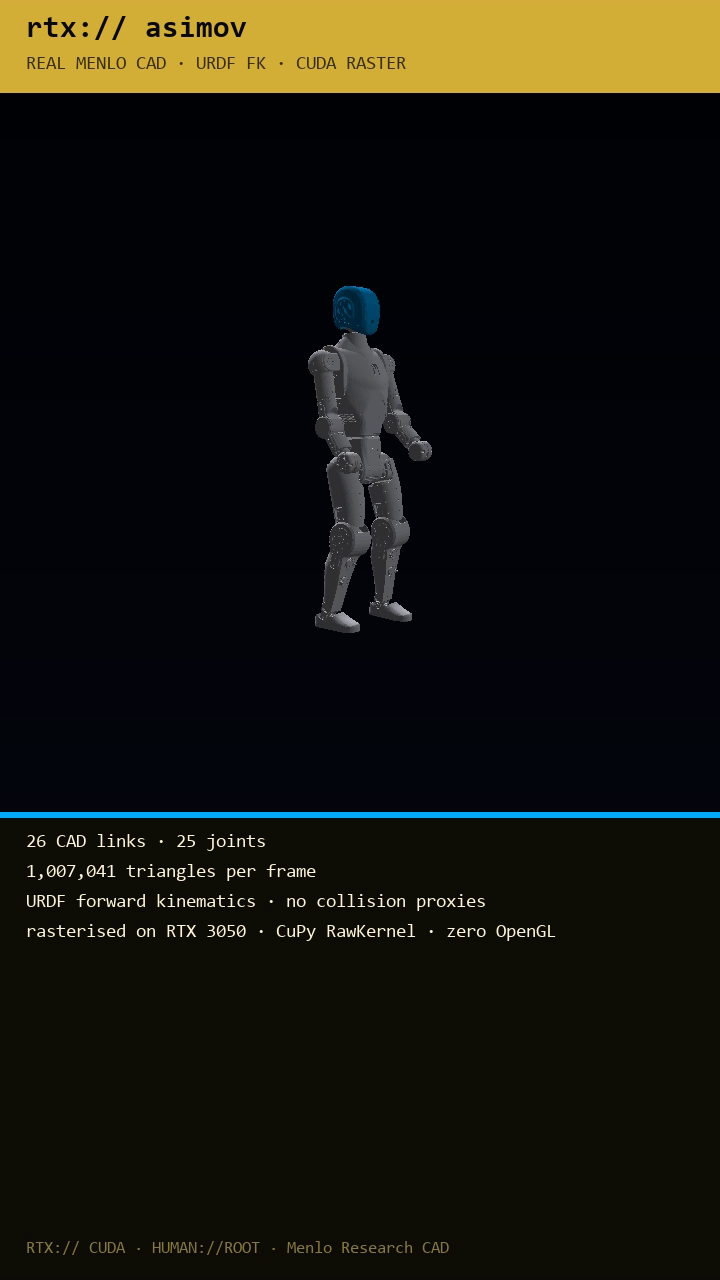 rtx:// asimov
REAL MENLO CAD · URDF FK · CUDA RASTER
26 CAD links · 25 joints
1,007,041 triangles per frame
URDF forward kinematics · no collision proxies
rasterised on RTX 3050 · CuPy RawKernel · zero OpenGL
RTX:// CUDA · HUMAN://ROOT · Menlo Research CAD